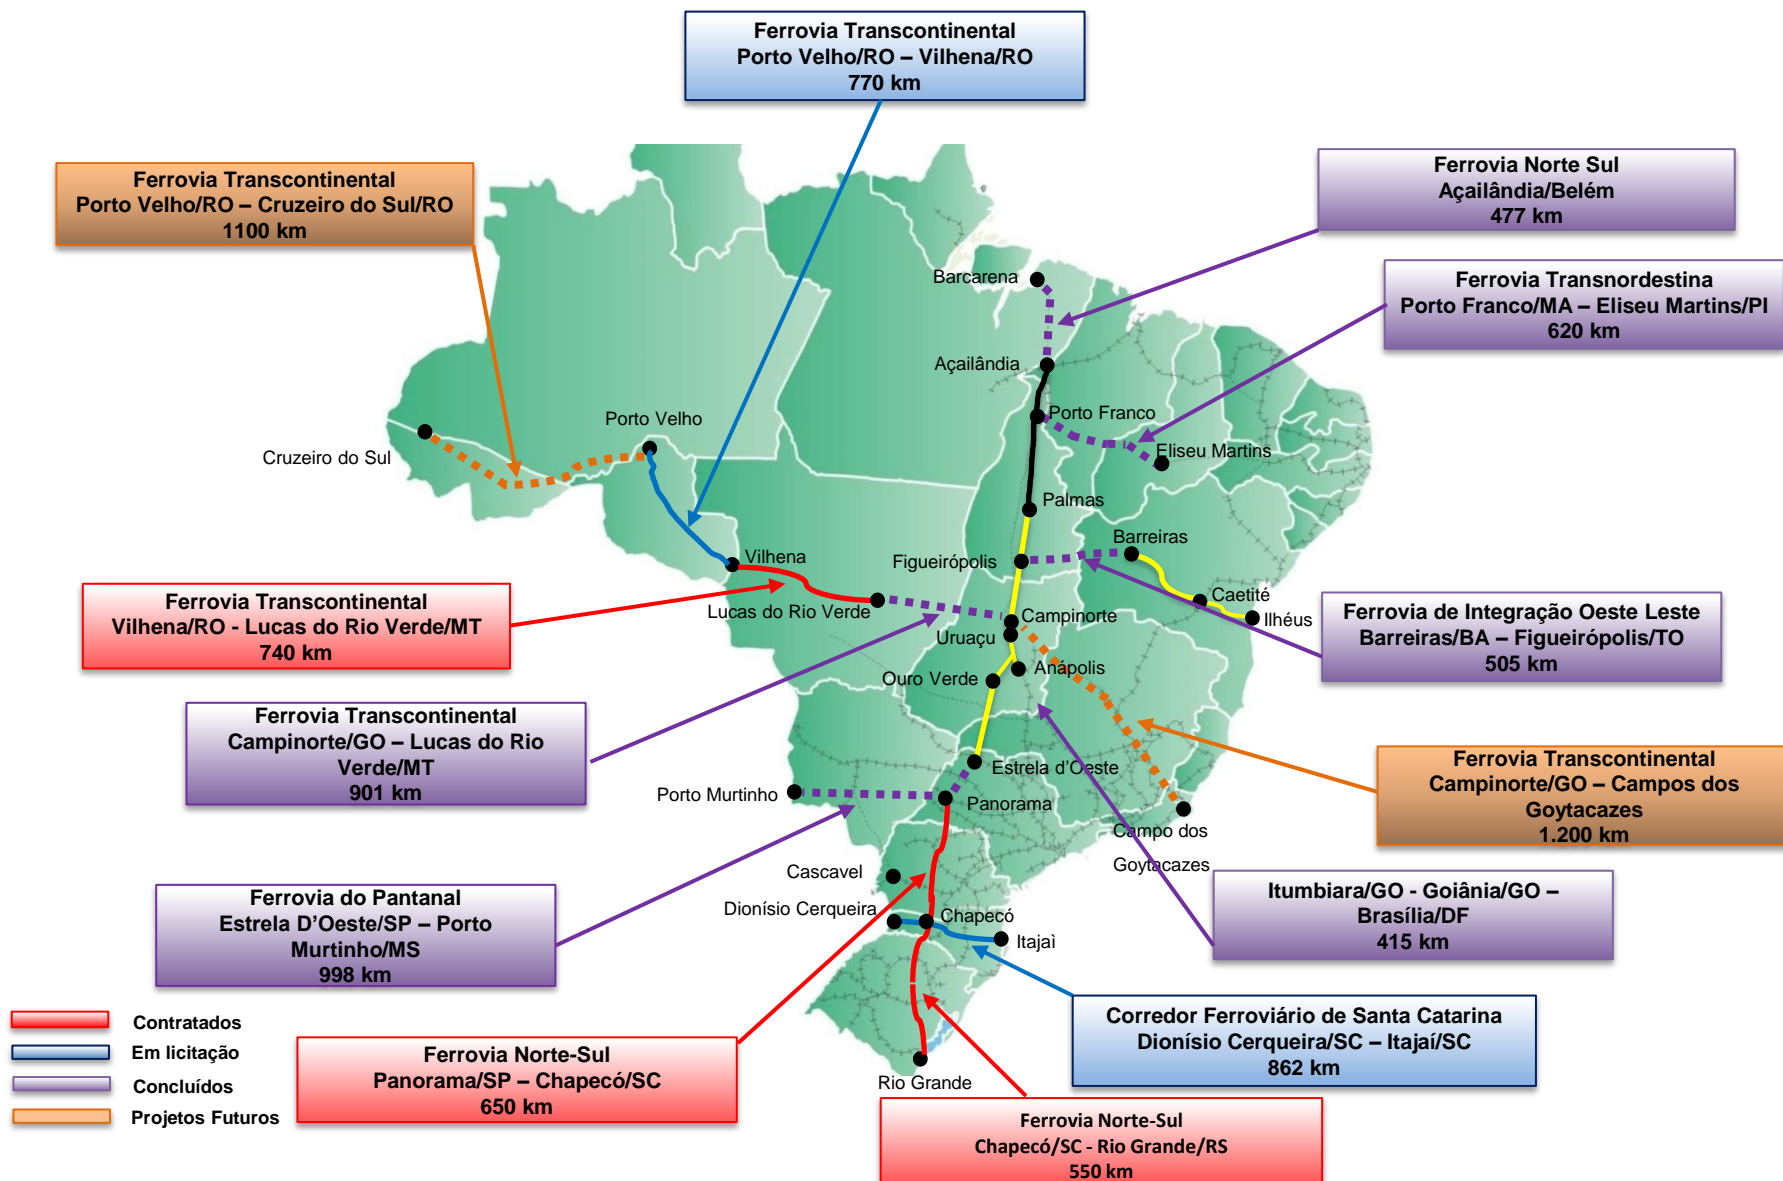 Ferrovia Transcontinental
Porto Velho/RO – Vilhena/RO
770 km
Ferrovia Transcontinental
Porto Velho/RO – Cruzeiro do Sul/RO
1100 km
Ferrovia Norte Sul
Açailândia/Belém
477 km
Ferrovia Transnordestina
Porto Franco/MA – Eliseu Martins/PI
620 km
Barcarena
Açailândia
Porto Franco
Eliseu Martins
Porto Velho
Cruzeiro do Sul
Palmas
Barreiras
Vilhena
Figueirópolis
Caetité
Ilhéus
Lucas do Rio Verde
Campinorte
Uruaçu
Anápolis
Ouro Verde
Estrela d’Oeste
Porto Murtinho
Panorama
Campo dos
Goytacazes
Cascavel
Dionísio Cerqueira
Chapecó
Itajaì
Rio Grande
Ferrovia Transcontinental
Vilhena/RO - Lucas do Rio Verde/MT
740 km
Ferrovia de Integração Oeste Leste
Barreiras/BA – Figueirópolis/TO
505 km
Ferrovia Transcontinental
Campinorte/GO – Lucas do Rio
Verde/MT
901 km
Ferrovia Transcontinental
Campinorte/GO – Campos dos
Goytacazes
1.200 km
Ferrovia do Pantanal
Estrela D’Oeste/SP – Porto
Murtinho/MS
998 km
Itumbiara/GO - Goiânia/GO –
Brasília/DF
415 km
Corredor Ferroviário de Santa Catarina
Dionísio Cerqueira/SC – Itajaí/SC
862 km
Ferrovia Norte-Sul
Panorama/SP – Chapecó/SC
650 km
Ferrovia Norte-Sul
Chapecó/SC - Rio Grande/RS
550 km
Contratados
Em licitação
Concluídos
Projetos Futuros